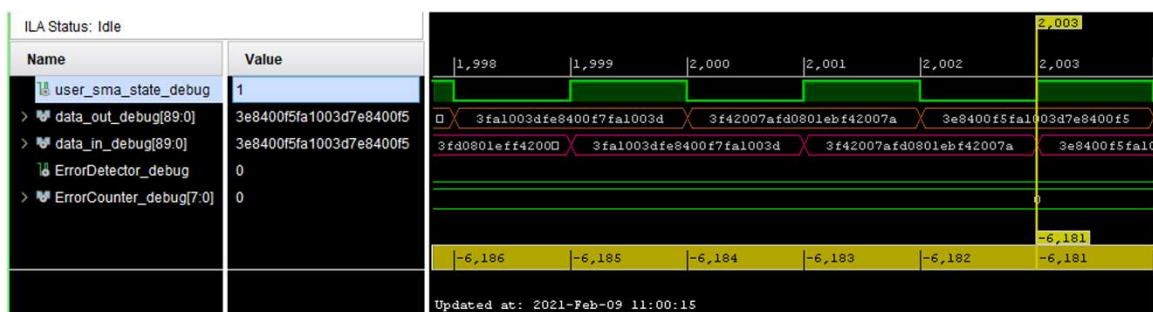 ILA Status: Idle
2,003
Name Value
1,998 1,999 2,000 2,001 2,002 2,003
user_sma_state_debug 1
data_out_debug[89:0] 3e8400f5fa1003d7e8400f5 3fa1003dfe8400f7fa1003d 3f42007afd0801ebf42007a 3e8400f5fa1003d7e8400f5
data_in_debug[89:0] 3e8400f5fa1003d7e8400f5 3fd0801eff4200 3fa1003dfe8400f7fa1003d 3f42007afd0801ebf42007a 3e8400f5fa1
ErrorDetector_debug 0
ErrorCounter_debug[7:0] 0 0
-6,181
-6,186 -6,185 -6,184 -6,183 -6,182 -6,181
Updated at: 2021-Feb-09 11:00:15